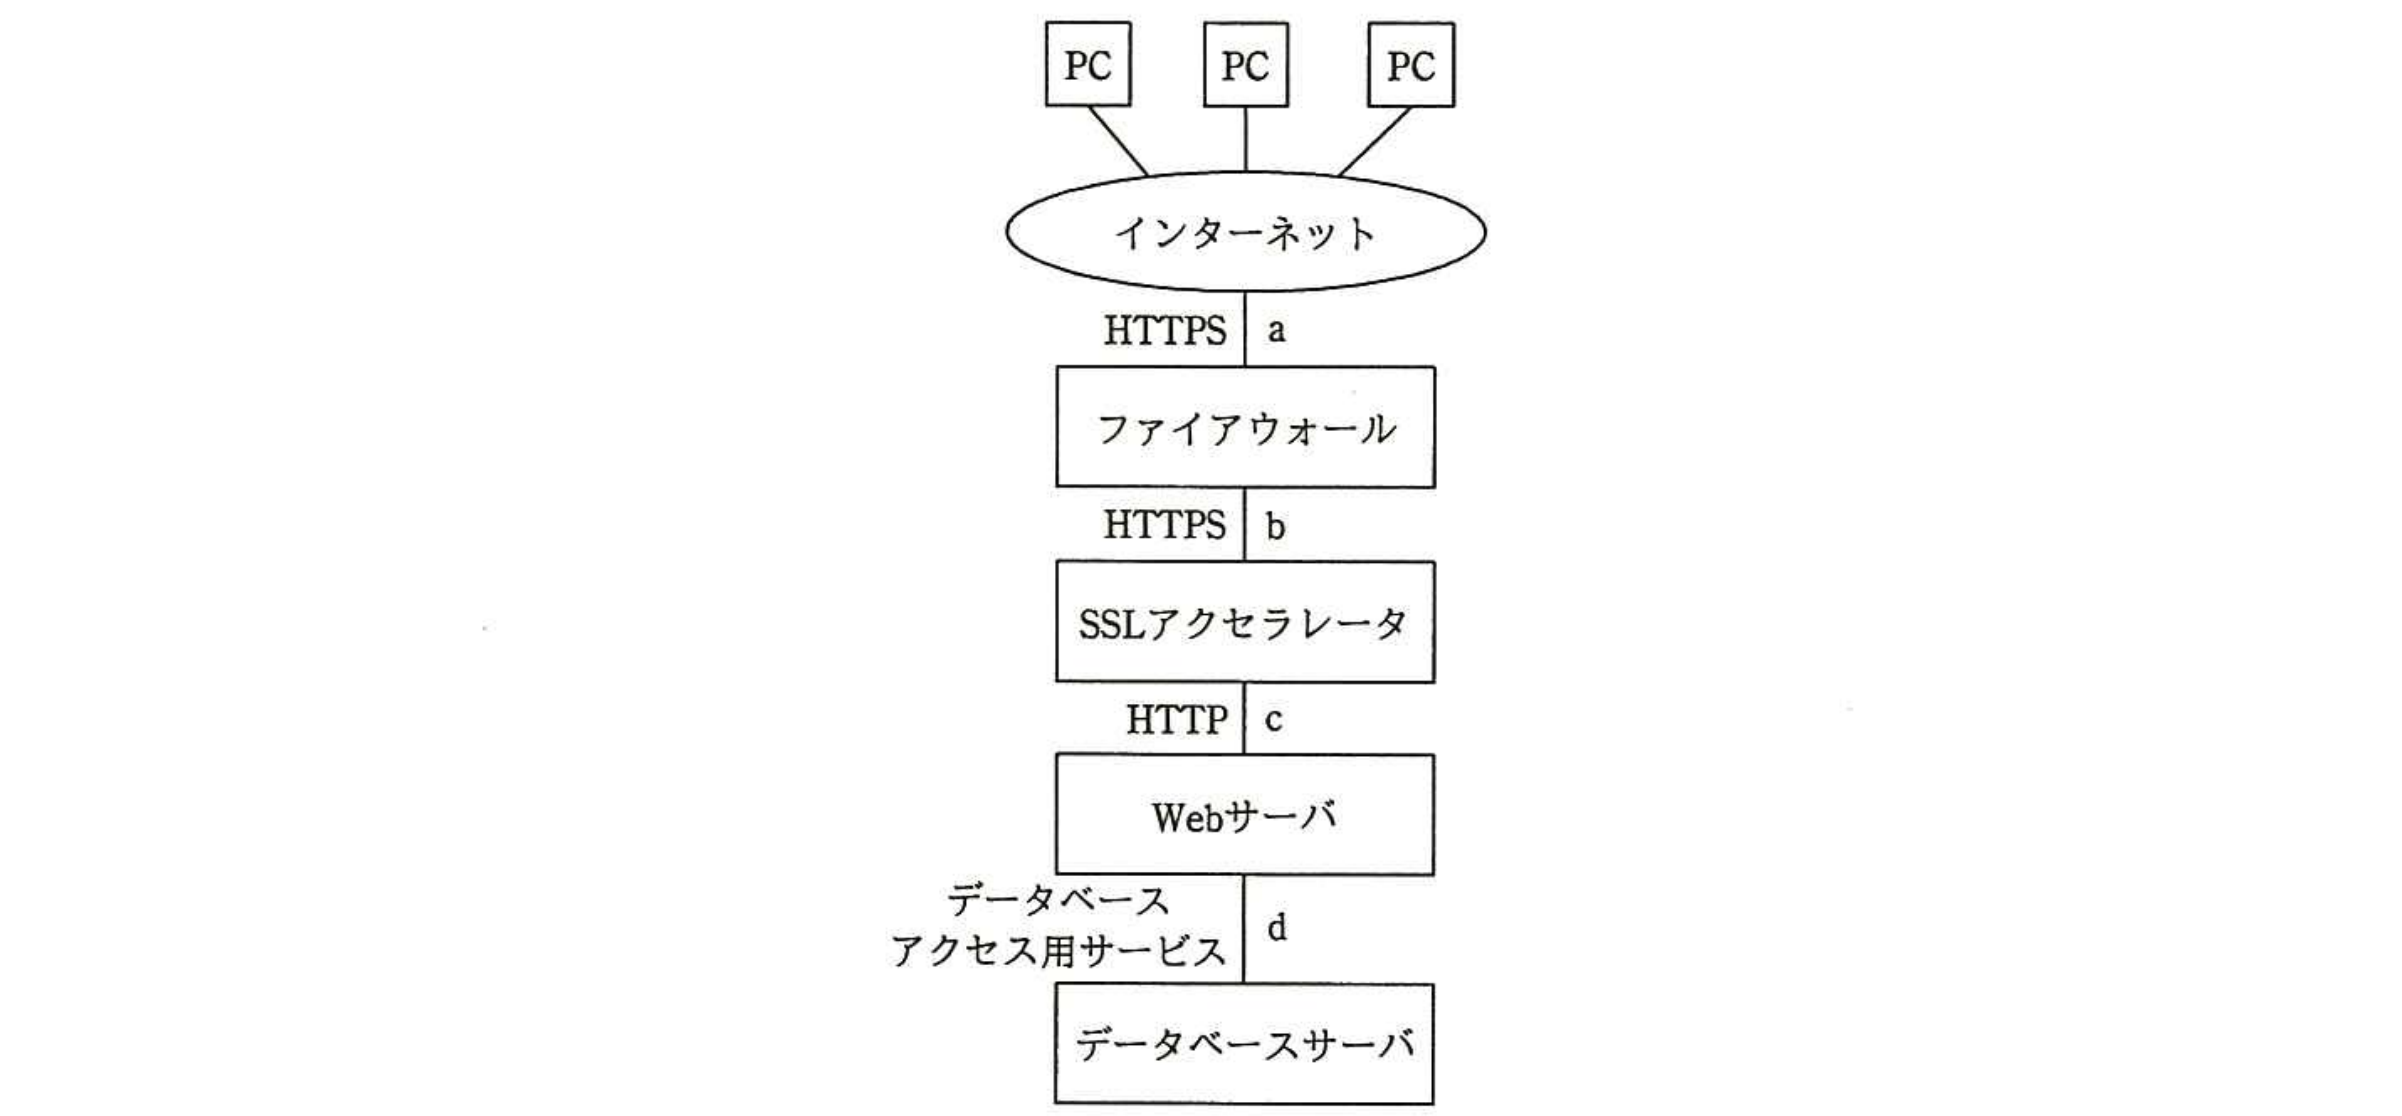 PC PC PC
インターネット
HTTPS a
ファイアウォール
HTTPS b
SSLアクセラレータ
HTTP c
Webサーバ
データベース
アクセス用サービス d
データベースサーバ